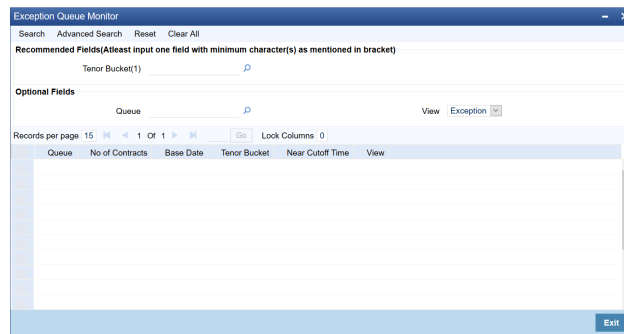 Exception Queue Monitor
Search Advanced Search Reset Clear All
Recommended Fields(Atleast input one field with minimum character(s) as mentioned in bracket)
Tenor Bucket(1)
Optional Fields
Queue View Exception
Records per page 15 1 Of 1 Go Lock Columns 0
Queue No of Contracts Base Date Tenor Bucket Near Cutoff Time View
Exit